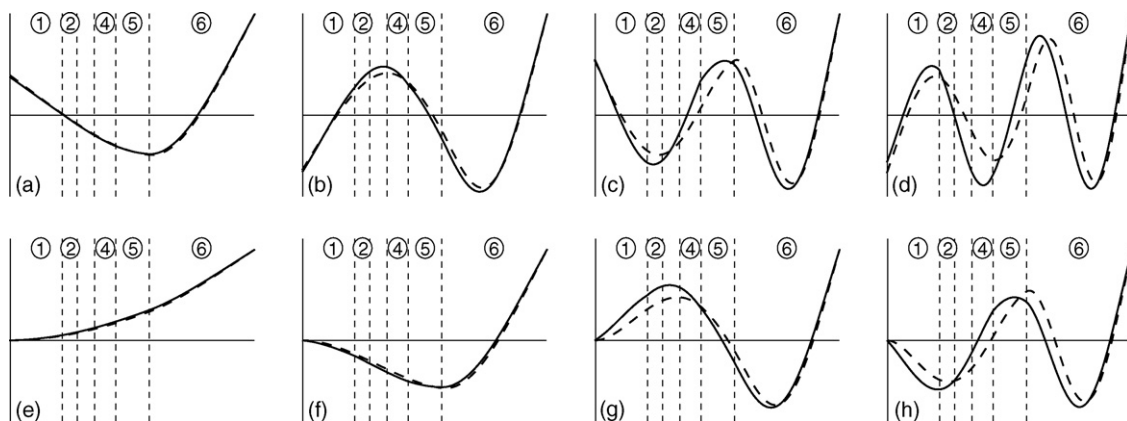 ① ② ④ ⑤ ⑥ ① ② ④ ⑤ ⑥ ① ② ④ ⑤ ⑥ ① ② ④ ⑤ ⑥
(a) (b) (c) (d)
① ② ④ ⑤ ⑥ ① ② ④ ⑤ ⑥ ① ② ④ ⑤ ⑥ ① ② ④ ⑤ ⑥
(e) (f) (g) (h)